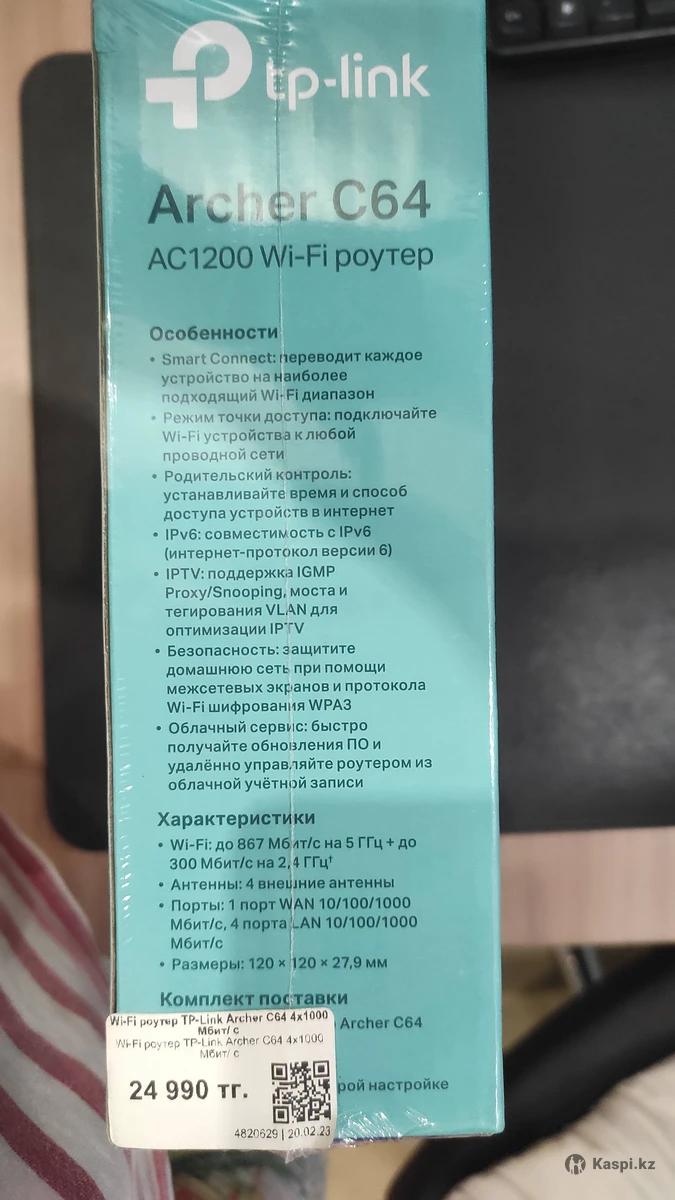 tp-link
Archer C64
AC1200 Wi-Fi роутер
Особенности
• Smart Connect: переводит каждое
устройство на наиболее
подходящий Wi-Fi диапазон
• Режим точки доступа: подключайте
Wi-Fi устройства к любой
проводной сети
• Родительский контроль:
устанавливайте время и способ
доступа устройств в интернет
• IPv6: совместимость с IPv6
(интернет-протокол версии 6)
• IPTV: поддержка IGMP
Proxy/Snooping, моста и
тегирования VLAN для
оптимизации IPTV
• Безопасность: защитите
домашнюю сеть при помощи
межсетевых экранов и протокола
Wi-Fi шифрования WPA3
• Облачный сервис: быстро
получайте обновления ПО и
удалённо управляйте роутером из
облачной учётной записи
Характеристики
• Wi-Fi: до 867 Мбит/с на 5 ГГц + до
300 Мбит/с на 2,4 ГГц†
• Антенны: 4 внешние антенны
• Порты: 1 порт WAN 10/100/1000
Мбит/с, 4 порта LAN 10/100/1000
Мбит/с
• Размеры: 120 × 120 × 27,9 мм
Комплект поставки
Archer C64
рой настройке
Wi-Fi роутер TP-Link Archer C64 4x1000
Мбит/ с
Wi-Fi роутер TP-Link Archer C64 4x1000
Мбит/ с
24 990 тг.
4820629 | 20.02.23
Kaspi.kz